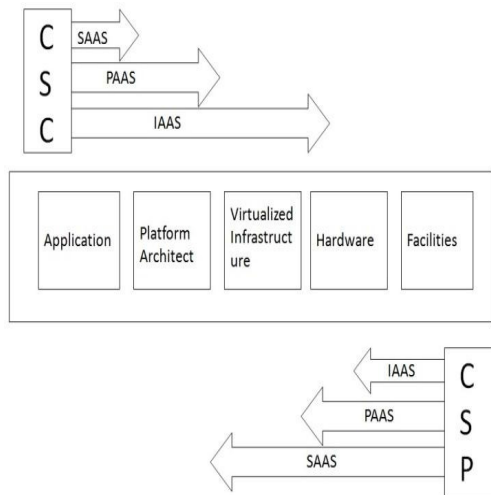 C
S
C
SAAS
PAAS
IAAS
Application
Platform
Architect
Virtualized
Infrastruct
ure
Hardware
Facilities
IAAS
PAAS
SAAS
C
S
P